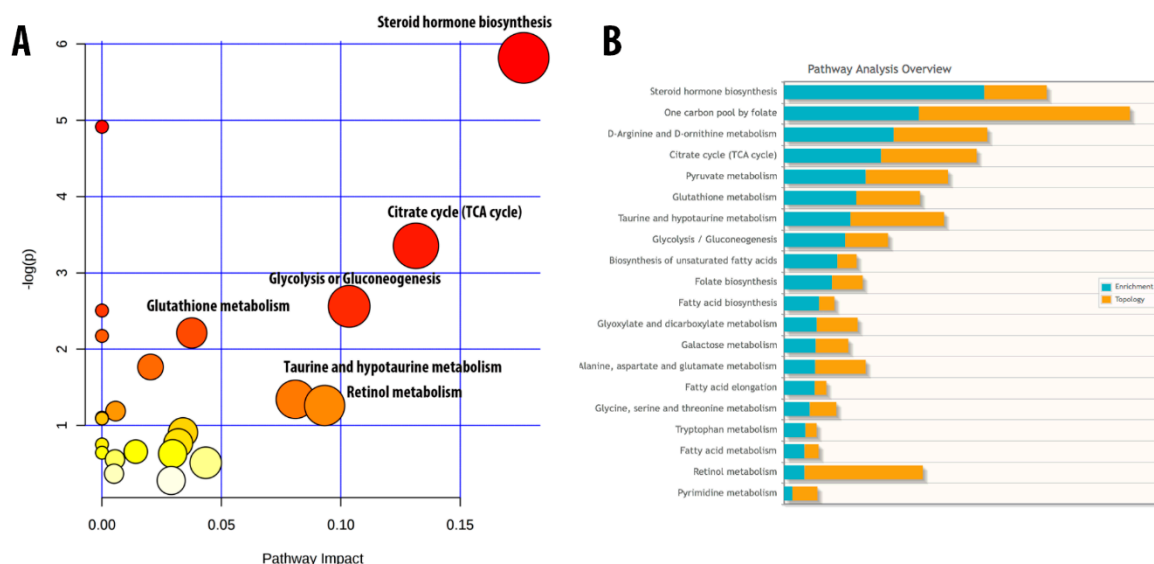 A
Steroid hormone biosynthesis
6
5
4
3
2
1
-log(p)
Citrate cycle (TCA cycle)
Glycolysis or Gluconeogenesis
Glutathione metabolism
Taurine and hypotaurine metabolism
Retinol metabolism
0.00 0.05 0.10 0.15
Pathway Impact
B
Pathway Analysis Overview
Steroid hormone biosynthesis
One carbon pool by folate
D-Arginine and D-ornithine metabolism
Citrate cycle (TCA cycle)
Pyruvate metabolism
Glutathione metabolism
Taurine and hypotaurine metabolism
Glycolysis / Gluconeogenesis
Biosynthesis of unsaturated fatty acids
Folate biosynthesis
Fatty acid biosynthesis
Glyoxylate and dicarboxylate metabolism
Galactose metabolism
Alanine, aspartate and glutamate metabolism
Fatty acid elongation
Glycine, serine and threonine metabolism
Tryptophan metabolism
Fatty acid metabolism
Retinol metabolism
Pyrimidine metabolism
Enrichment
Topology